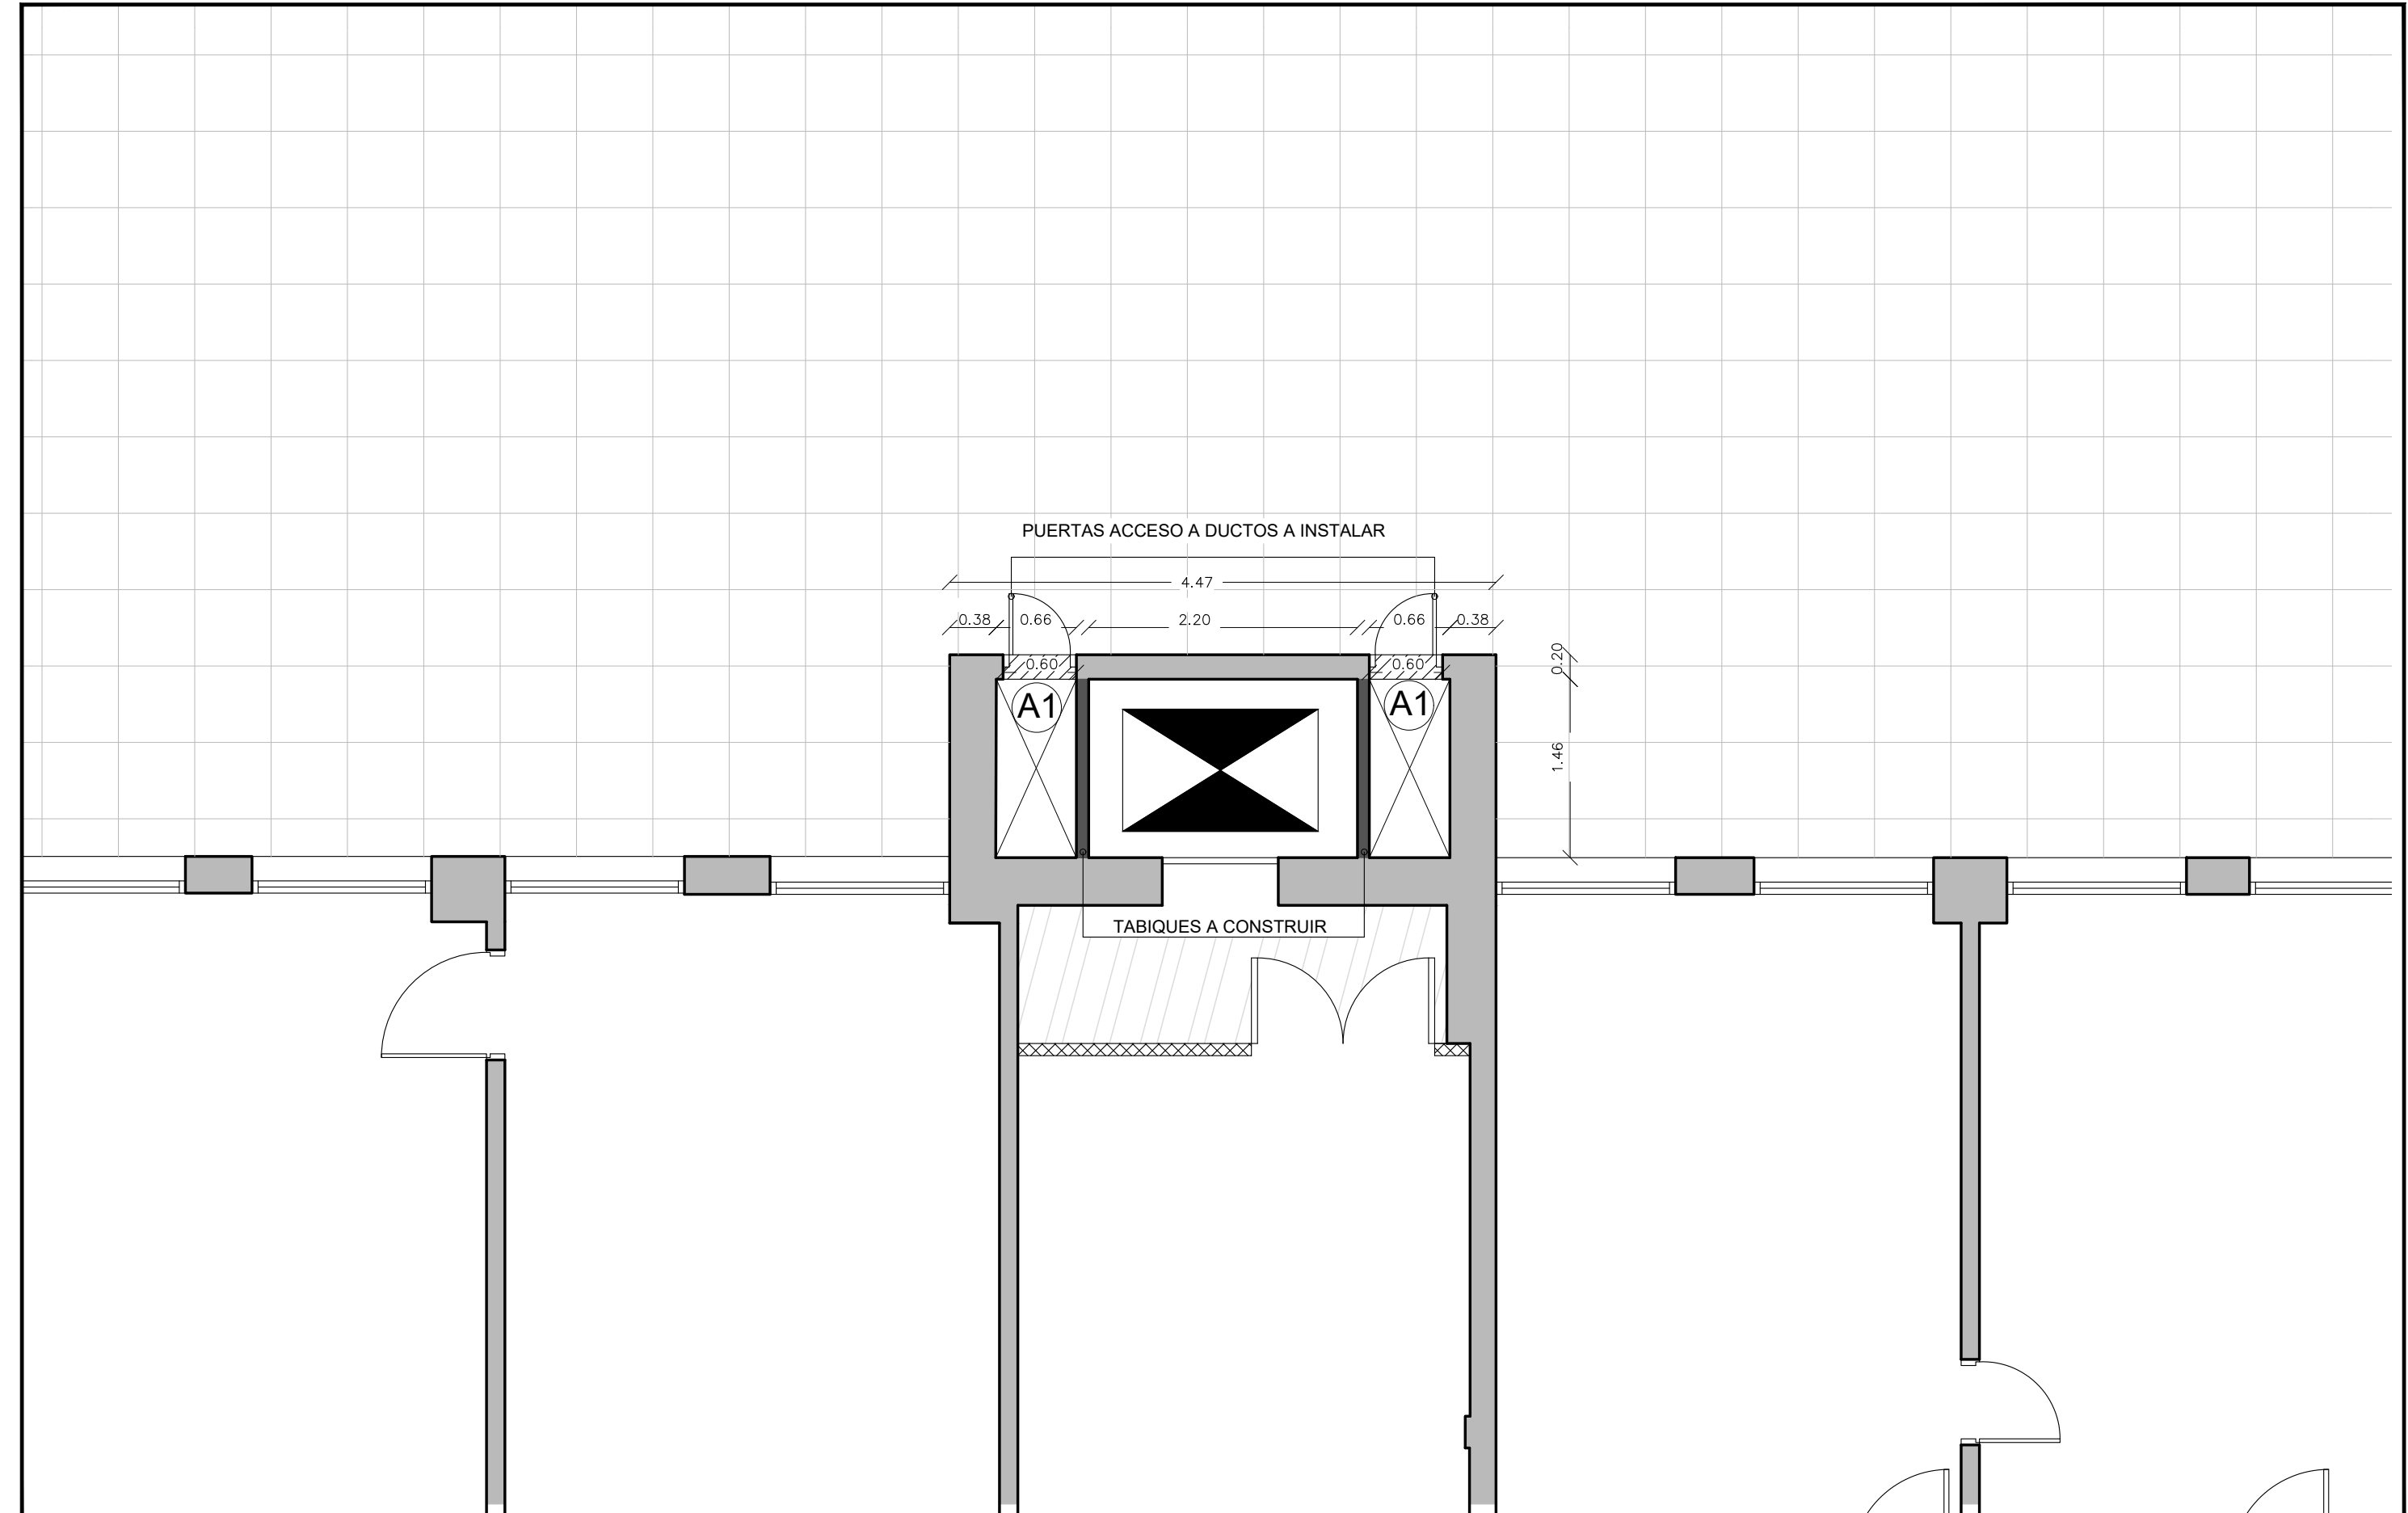 PUERTAS ACCESO A DUCTOS A INSTALAR
4.47
0.38 0.66 2.20 0.66 0.38
0.60 0.60 0.20
A1 A1
1.46
TABIQUES A CONSTRUIR